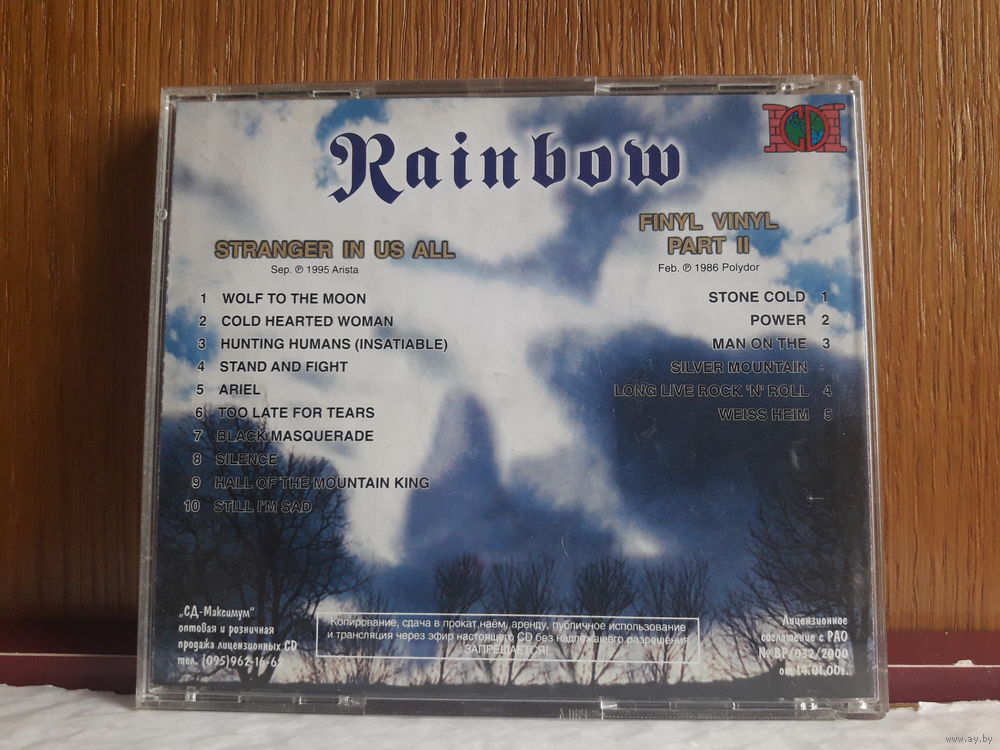 Rainbow
CD
STRANGER IN US ALL
Sep. ℗ 1995 Arista
1 WOLF TO THE MOON
2 COLD HEARTED WOMAN
3 HUNTING HUMANS (INSATIABLE)
4 STAND AND FIGHT
5 ARIEL
6 TOO LATE FOR TEARS
7 BLACK MASQUERADE
8 SILENCE
9 HALL OF THE MOUNTAIN KING
10 STILL I'M SAD
FINYL VINYL
PART II
Feb. ℗ 1986 Polydor
STONE COLD 1
POWER 2
MAN ON THE 3
SILVER MOUNTAIN
LONG LIVE ROCK 'N' ROLL 4
WEISS HEIM 5
„СД-Максимум"
оптовая и розничная
продажа лицензионных CD
тел. (095)962-16-62
Копирование, сдача в прокат,наём, аренду, публичное использование
и трансляция через эфир настоящего CD без надлежащего разрешения
ЗАПРЕЩАЕТСЯ!
Лицензионное
соглашение с РАО
№ ВР/032/2000
от 14.01.00г.
www.ay.by